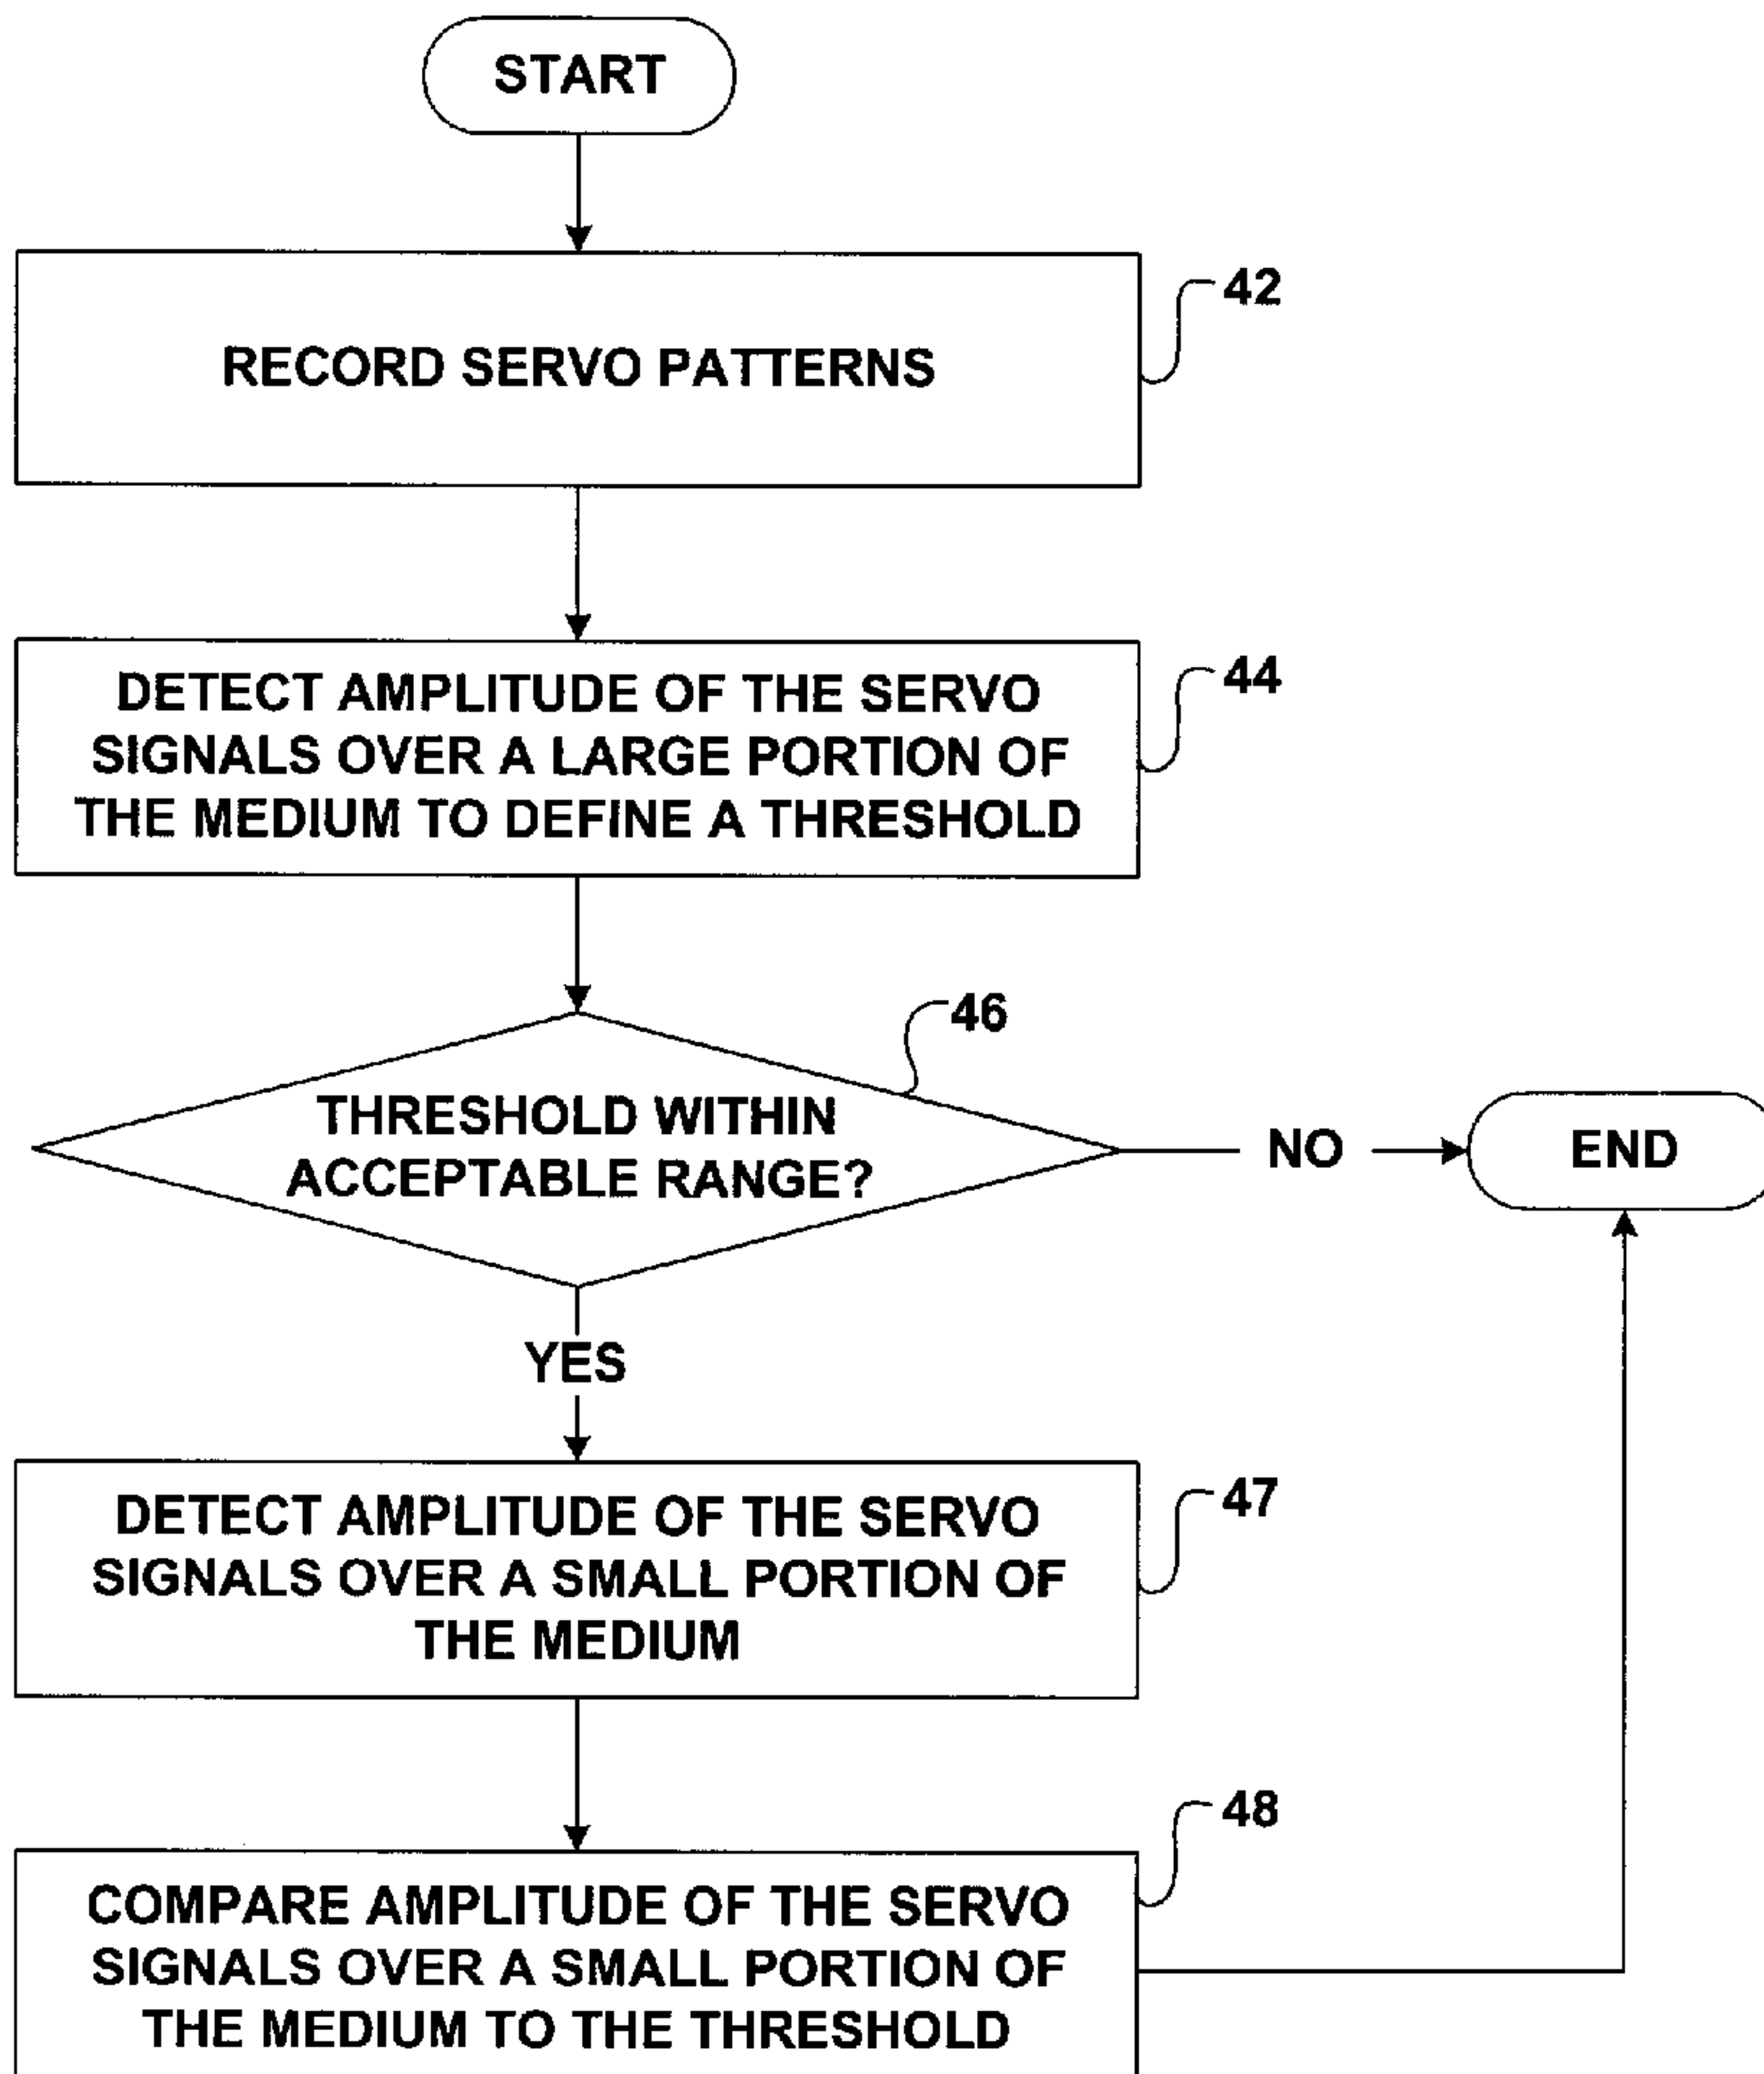 START
RECORD SERVO PATTERNS
42
DETECT AMPLITUDE OF THE SERVO
SIGNALS OVER A LARGE PORTION OF
THE MEDIUM TO DEFINE A THRESHOLD
44
46
THRESHOLD WITHIN
ACCEPTABLE RANGE?
NO
END
YES
DETECT AMPLITUDE OF THE SERVO
SIGNALS OVER A SMALL PORTION OF
THE MEDIUM
47
COMPARE AMPLITUDE OF THE SERVO
SIGNALS OVER A SMALL PORTION OF
THE MEDIUM TO THE THRESHOLD
48